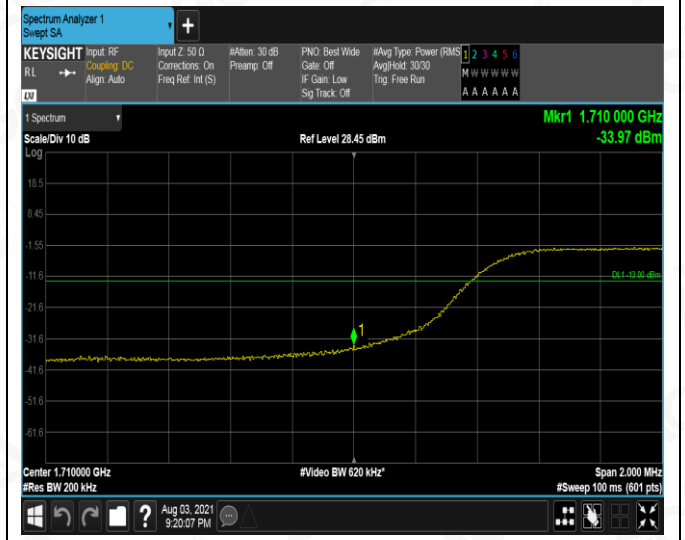 Spectrum Analyzer 1
Swept SA
+
KEYSIGHT
RL
LXI
Input: RF
Coupling: DC
Align: Auto
Input Z: 50 Ω
Corrections: On
Freq Ref: Int (S)
#Atten: 30 dB
Preamp: Off
PNO: Best Wide
Gate: Off
IF Gain: Low
Sig Track: Off
#Avg Type: Power (RMS
Avg|Hold: 30/30
Trig: Free Run
1 2 3 4 5 6
M W W W W W
A A A A A A
1 Spectrum
Scale/Div 10 dB
Ref Level 28.45 dBm
Mkr1 1.710 000 GHz
-33.97 dBm
Log
18.5
8.45
-1.55
-11.6
DL1 -13.00 dBm
-21.6
-31.6
1
-41.6
-51.6
-61.6
Center 1.710000 GHz
#Video BW 620 kHz*
Span 2.000 MHz
#Res BW 200 kHz
#Sweep 100 ms (601 pts)
?
Aug 03, 2021
9:20:07 PM